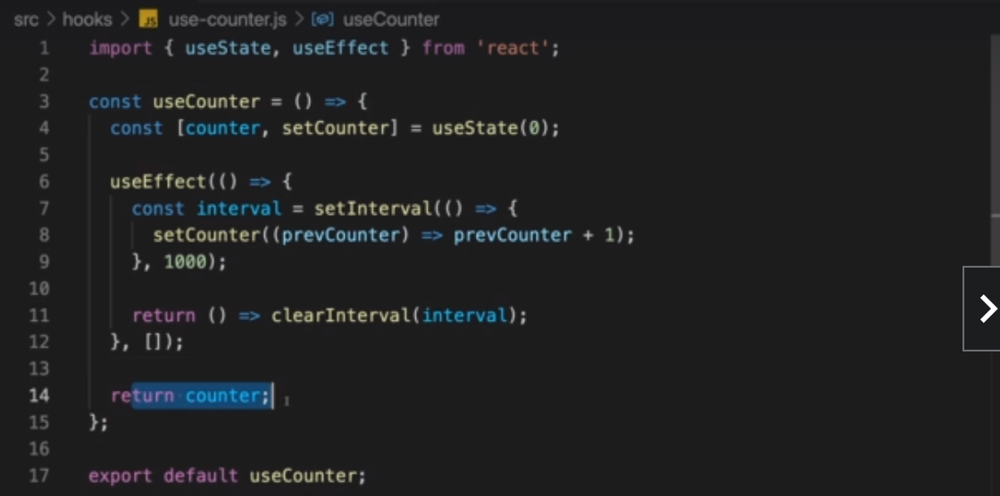 src > hooks > JS use-counter.js > useCounter
1 import { useState, useEffect } from 'react';
2
3 const useCounter = () => {
4 const [counter, setCounter] = useState(0);
5
6 useEffect(() => {
7 const interval = setInterval(() => {
8 setCounter((prevCounter) => prevCounter + 1);
9 }, 1000);
10
11 return () => clearInterval(interval);
12 }, []);
13
14 return counter;
15 };
16
17 export default useCounter;